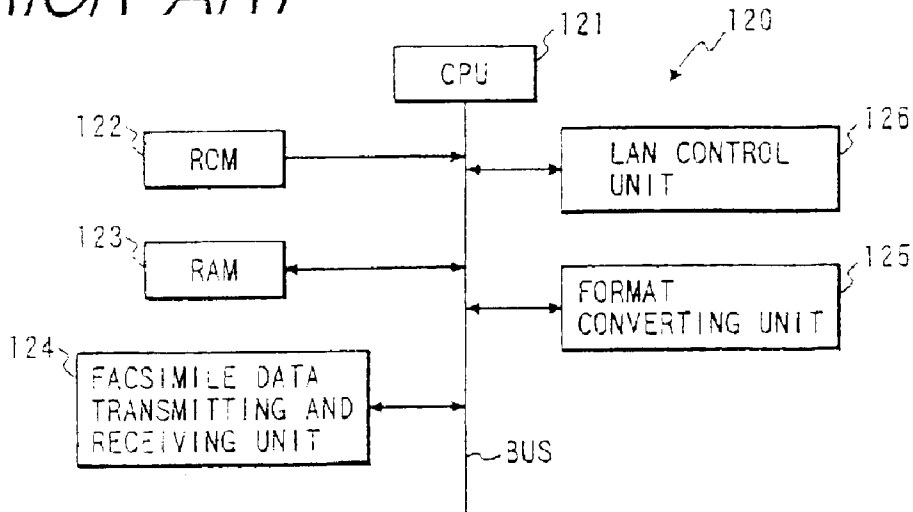 121
120
CPU
122
ROM
126
LAN CONTROL
UNIT
123
RAM
125
FORMAT
CONVERTING UNIT
124
FACSIMILE DATA
TRANSMITTING AND
RECEIVING UNIT
BUS